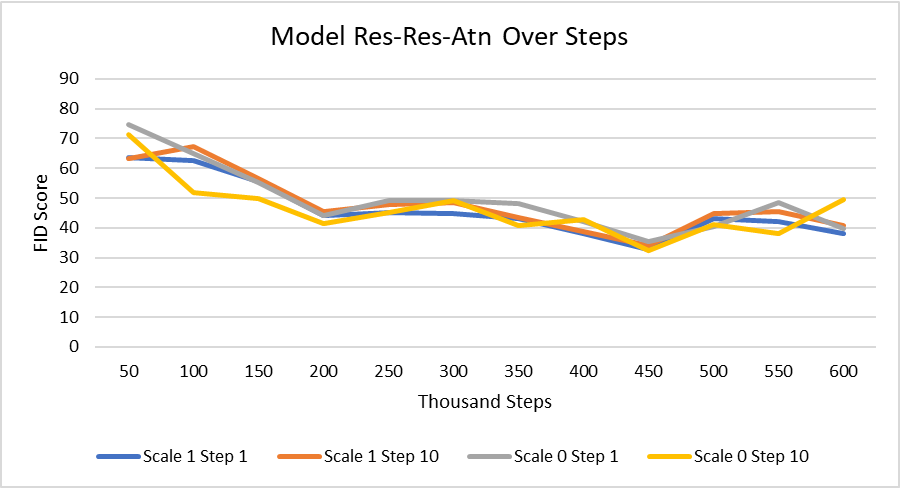 Model Res-Res-Atn Over Steps
90
80
70
60
50
40
30
20
10
0
FID Score
50 100 150 200 250 300 350 400 450 500 550 600
Thousand Steps
Scale 1 Step 1 Scale 1 Step 10 Scale 0 Step 1 Scale 0 Step 10